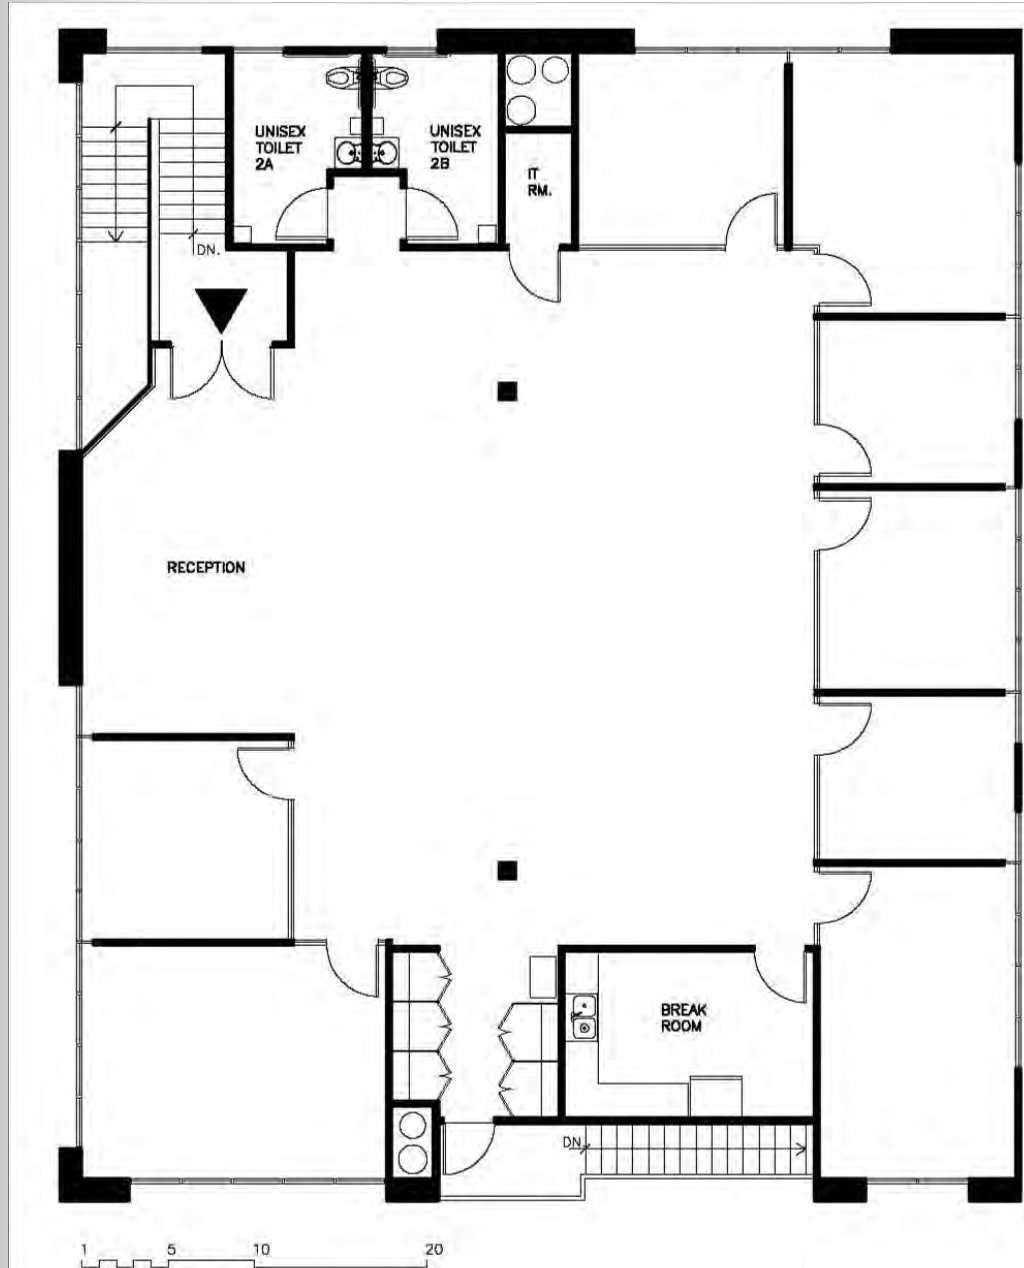 UNISEX
TOILET
2A
UNISEX
TOILET
2B
IT
RM.
DN.
RECEPTION
BREAK
ROOM
DN.
1 5 10 20